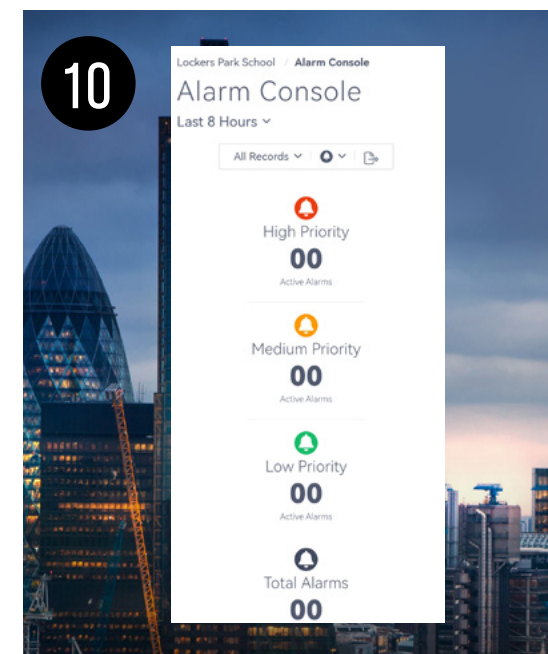 10
Lockers Park School / Alarm Console
Alarm Console
Last 8 Hours
All Records
High Priority
00
Active Alarms
Medium Priority
00
Active Alarms
Low Priority
00
Active Alarms
Total Alarms
00